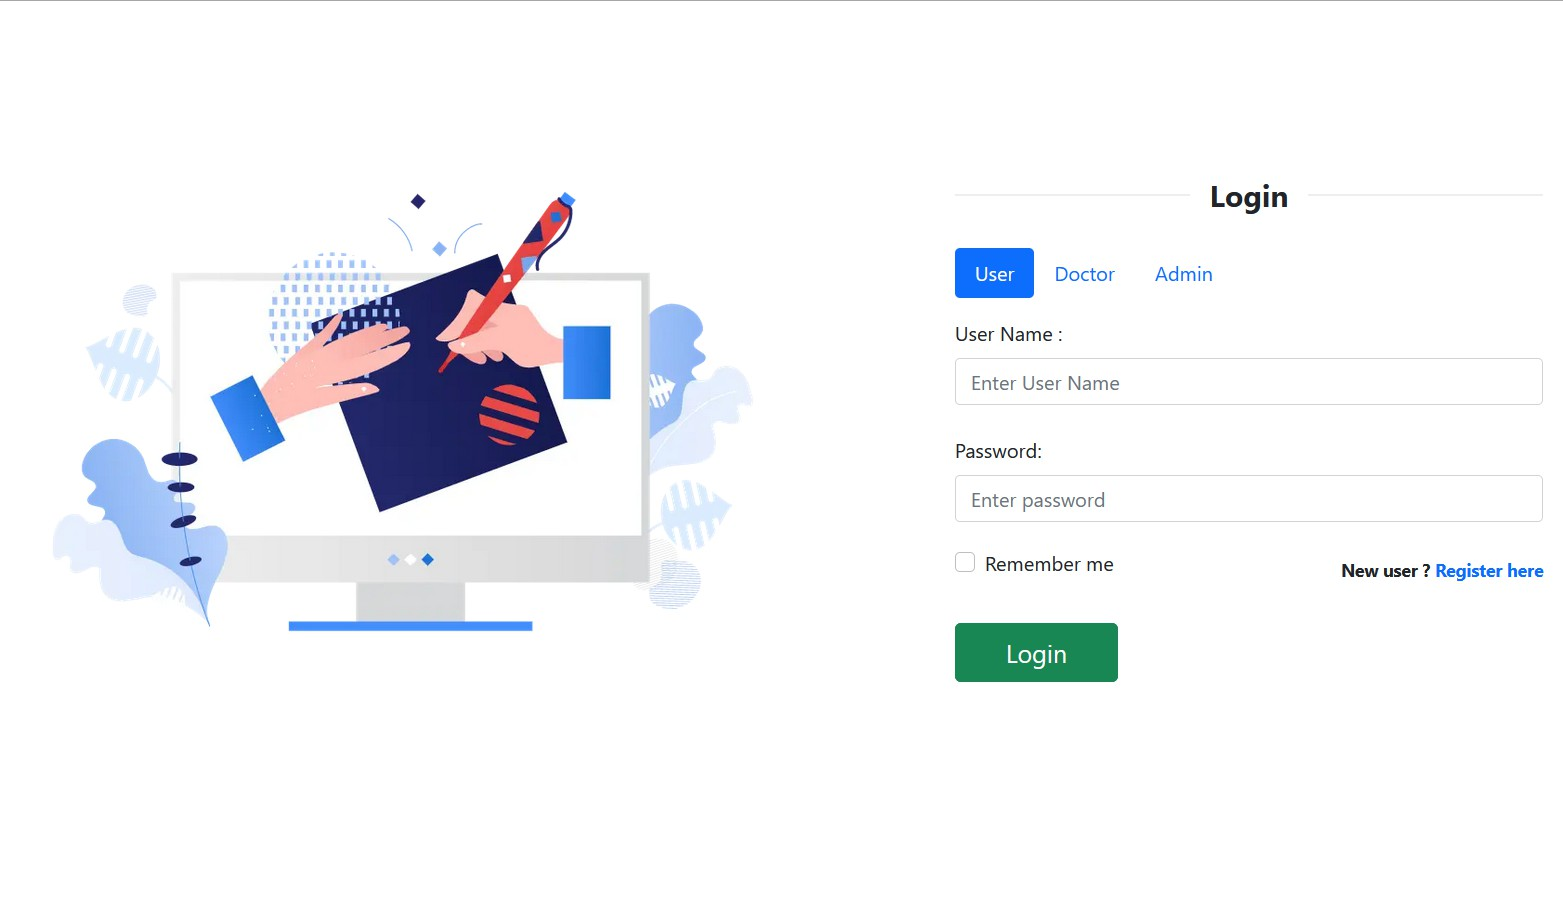 Login
User Doctor Admin
User Name :
Enter User Name
Password:
Enter password
Remember me
New user ? Register here
Login